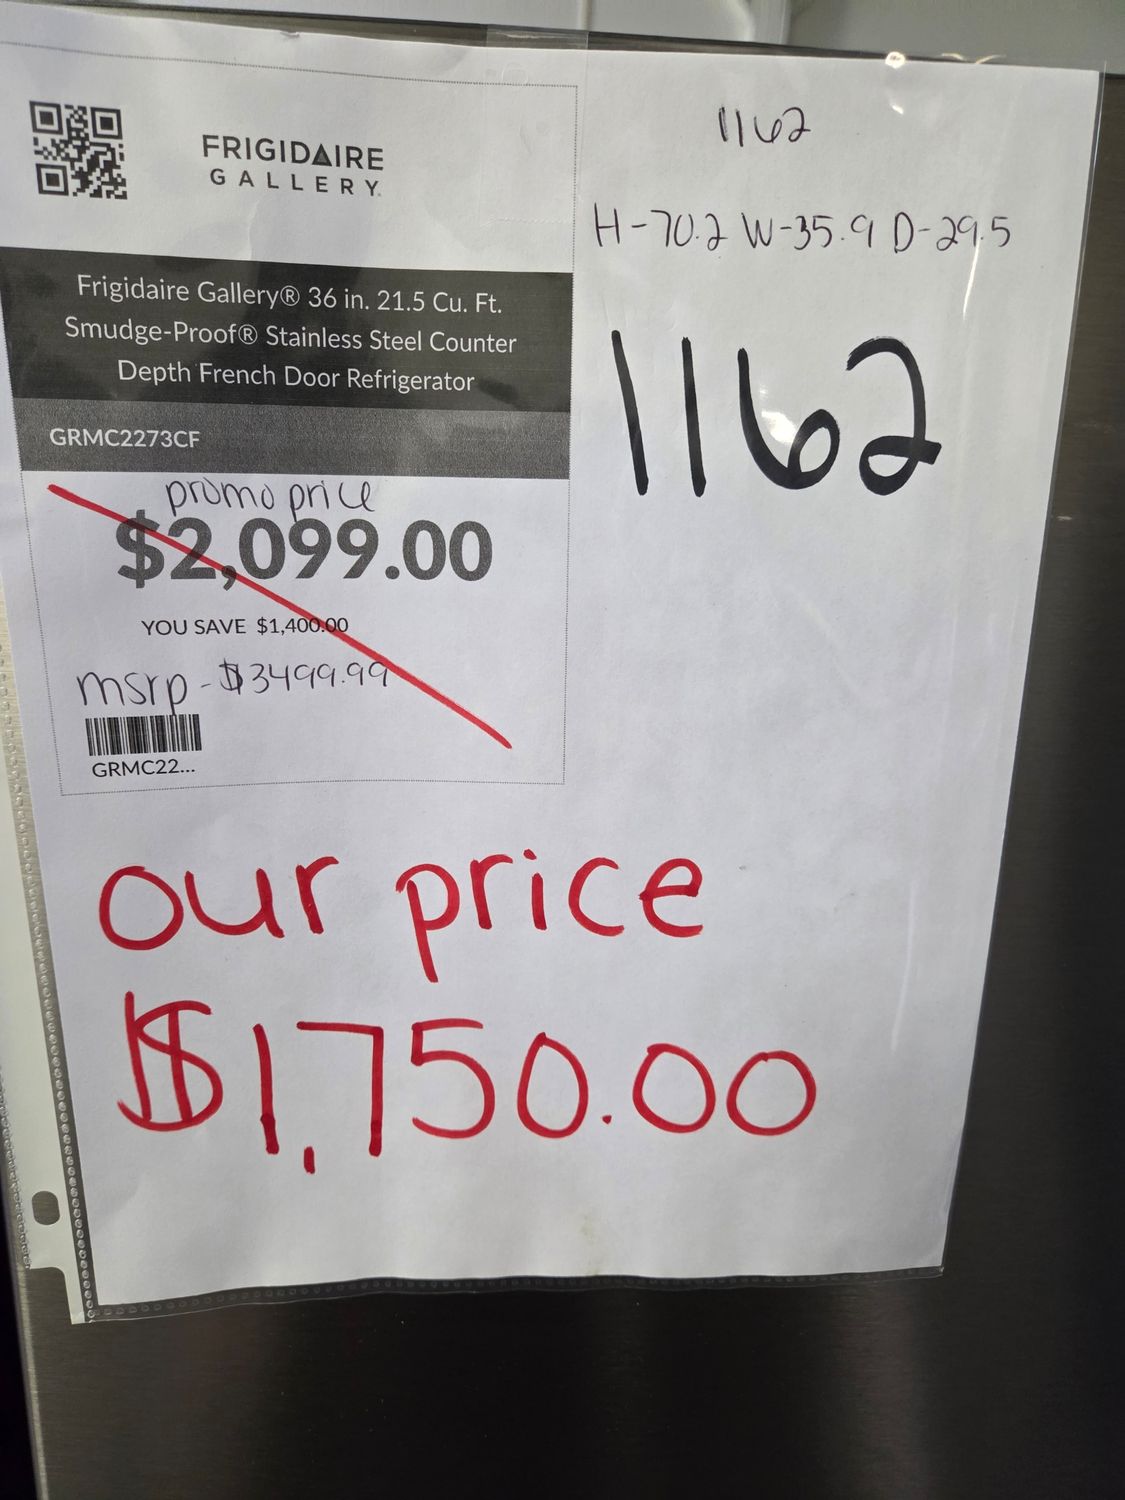 FRIGIDAIRE
GALLERY
Frigidaire Gallery® 36 in. 21.5 Cu. Ft.
Smudge-Proof® Stainless Steel Counter
Depth French Door Refrigerator
GRMC2273CF
promo price
$2,099.00
YOU SAVE $1,400.00
msrp - $3499.99
GRMC22...
1162
H-70.2 W-35.9 D-29.5
1162
our price
$1,750.00